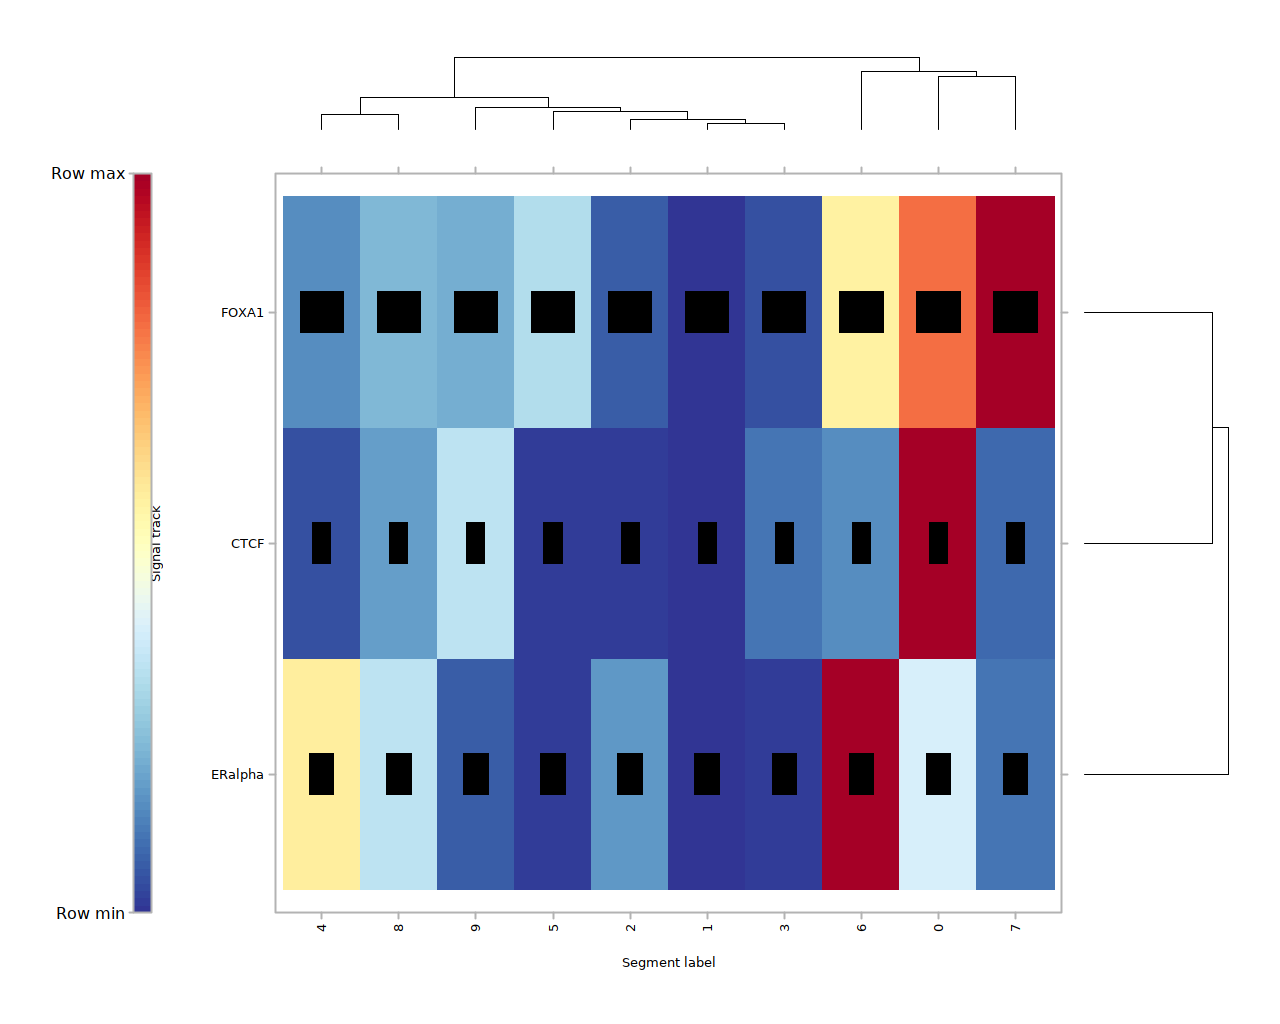 Row max
Row min
Signal track
FOXA1
CTCF
ERalpha
4 8 9 5 2 1 3 6 0 7
Segment label